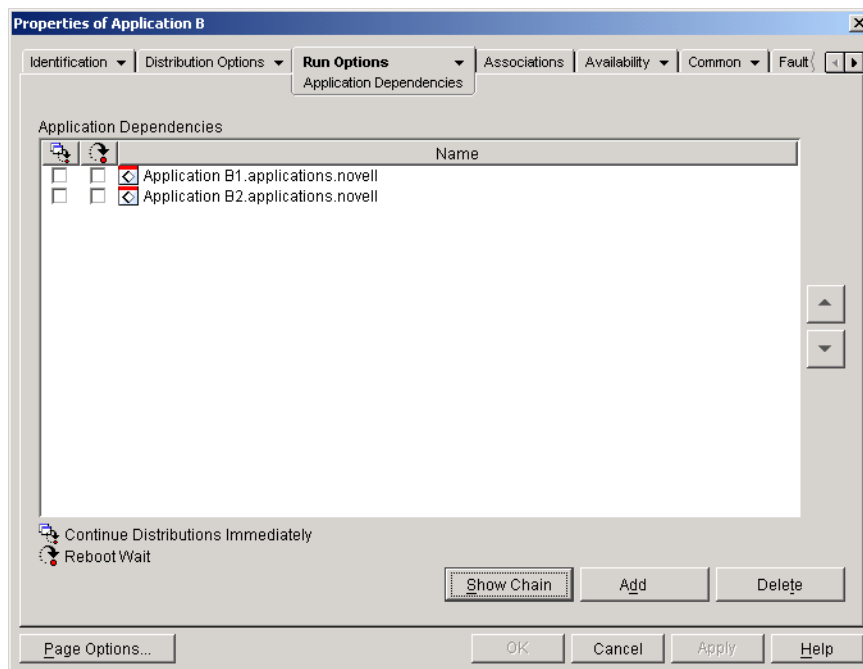 Properties of Application B
Identification
Distribution Options
Run Options
Associations
Availability
Common
Fault
Application Dependencies
Application Dependencies
Name
Application B1.applications.novell
Application B2.applications.novell
Continue Distributions Immediately
Reboot Wait
Show Chain
Add
Delete
Page Options...
OK
Cancel
Apply
Help